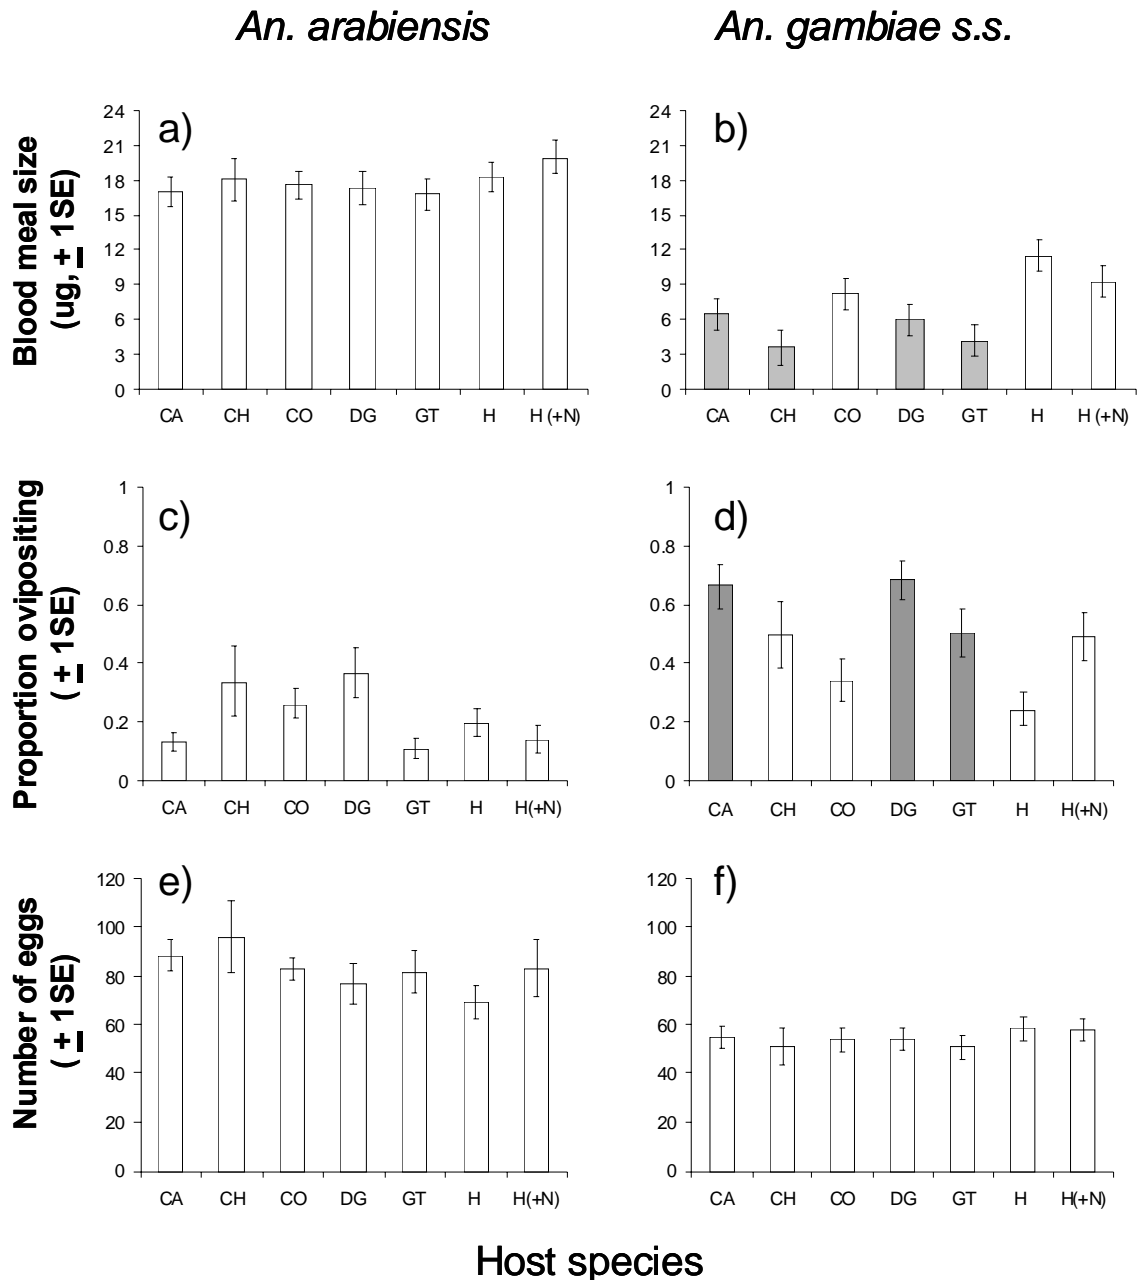 An. arabiensis An. gambiae s.s.
Blood meal size
(ug, ± 1SE)
a)
24
21
18
15
12
9
6
3
0
CA CH CO DG GT H H (+N)
b)
24
21
18
15
12
9
6
3
0
CA CH CO DG GT H H (+N)
Proportion ovipositing
( ± 1SE)
c)
1
0.8
0.6
0.4
0.2
0
CA CH CO DG GT H H(+N)
d)
1
0.8
0.6
0.4
0.2
0
CA CH CO DG GT H H(+N)
Number of eggs
( ± 1SE)
e)
120
100
80
60
40
20
0
CA CH CO DG GT H H(+N)
f)
120
100
80
60
40
20
0
CA CH CO DG GT H H(+N)
Host species